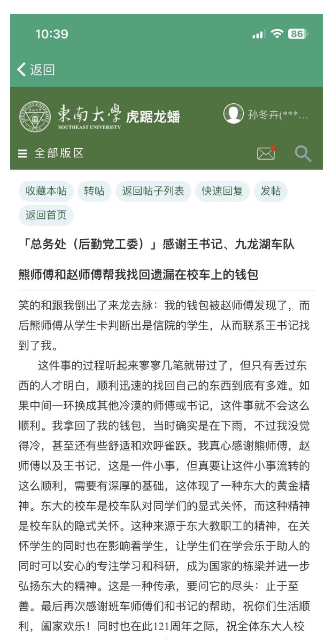 10:39
86
返回
東南大學
SOUTHEAST UNIVERSITY
虎踞龙蟠
孙冬卉(***...
全部版区
收藏本帖 转帖 返回帖子列表 快速回复 发帖
返回首页
「总务处（后勤党工委）」感谢王书记、九龙湖车队
熊师傅和赵师傅帮我找回遗漏在校车上的钱包
笑的和跟我倒出了来龙去脉：我的钱包被赵师傅发现了，而
后熊师傅从学生卡判断出是信院的学生，从而联系王书记找
到了我。
这件事的过程听起来寥寥几笔就带过了，但只有丢过东
西的人才明白，顺利迅速的找回自己的东西到底有多难。如
果中间一环换成其他冷漠的师傅或书记，这件事就不会这么
顺利。我拿回了我的钱包，当时确实是在下雨，不过我没觉
得冷，甚至还有些舒适和欢呼雀跃。我真心感谢熊师傅，赵
师傅以及王书记，这是一件小事，但真要让这件小事流转的
这么顺利，需要有深厚的基础，这体现了一种东大的黄金精
神。东大的校车是校车队对同学们的显式关怀，而这种精神
是校车队的隐式关怀。这种来源于东大教职工的精神，在关
怀学生的同时也在影响着学生，让学生们在学会乐于助人的
同时可以安心的专注学习和科研，成为国家的栋梁并进一步
弘扬东大的精神。这是一种传承，要问它的尽头：止于至
善。最后再次感谢班车师傅们和书记的帮助，祝你们生活顺
利，阖家欢乐！同时也在此121周年之际，祝全体东大人校